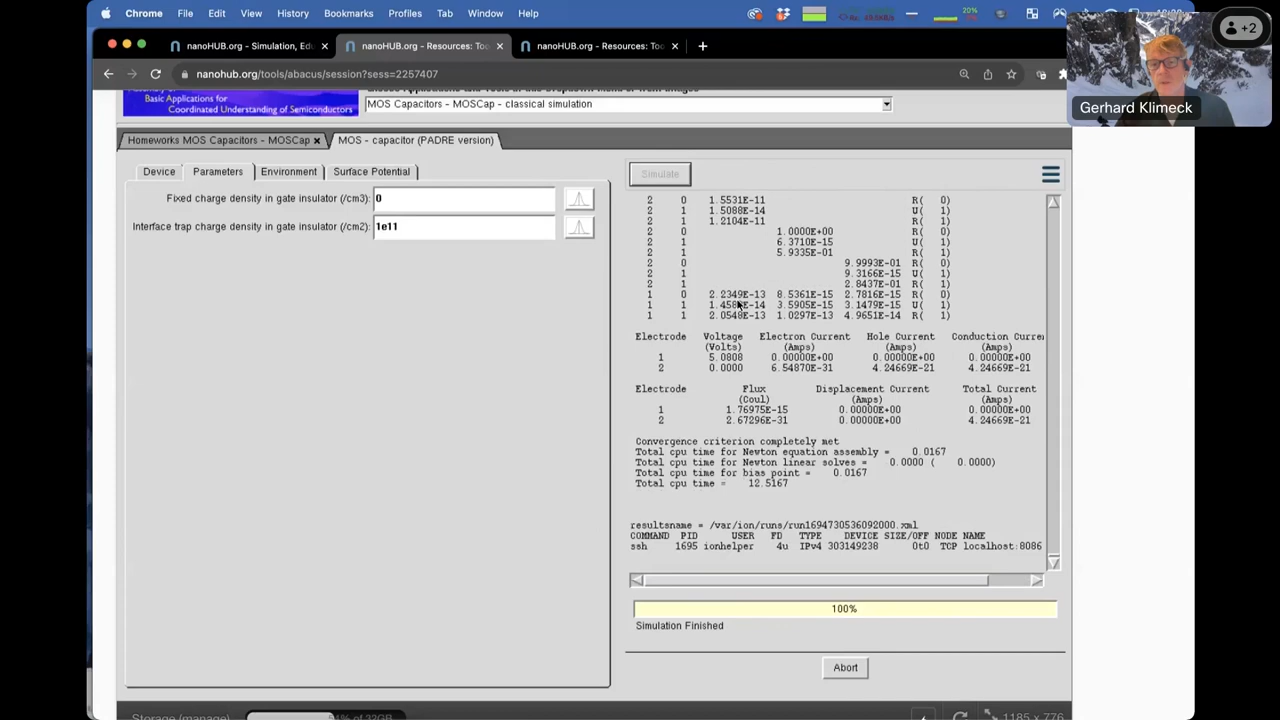 Chrome File Edit View History Bookmarks Profiles Tab Window Help
20%
+2
nanoHUB.org - Simulation, Edu
nanoHUB.org - Resources: Too
nanoHUB.org - Resources: Too
nanohub.org/tools/abacus/session?sess=2257407
Gerhard Klimeck
Basic Applications for
Coordinated Understanding of Semiconductors
MOS Capacitors - MOSCap - classical simulation
Homeworks MOS Capacitors - MOSCap
MOS - capacitor (PADRE version)
Device Parameters Environment Surface Potential
Fixed charge density in gate insulator (/cm3): 0
Interface trap charge density in gate insulator (/cm2): 1e11
Simulate
2 0 1.5531E-11 R( 0)
2 1 1.5088E-14 U( 1)
2 1 1.2104E-11 R( 1)
2 0 1.0000E+00 R( 0)
2 1 6.3710E-15 U( 1)
2 1 5.9335E-01 R( 1)
2 0 9.9993E-01 R( 0)
2 1 9.3166E-15 U( 1)
2 1 2.8437E-01 R( 1)
1 0 2.2349E-13 8.5361E-15 2.7816E-15 R( 0)
1 1 E-14 3.5905E-15 3.1479E-15 U( 1)
1 1 2.0548E-13 1.0297E-13 4.9651E-14 R( 1)
Electrode Voltage Electron Current Hole Current Conduction Curre
(Volts) (Amps) (Amps) (Amps)
1 5.0808 0.00000E+00 0.00000E+00 0.00000E+00
2 0.0000 6.54870E-31 4.24669E-21 4.24669E-21
Electrode Flux Displacement Current Total Current
(Coul) (Amps) (Amps)
1 1.76975E-15 0.00000E+00 0.00000E+00
2 2.67296E-31 0.00000E+00 4.24669E-21
Convergence criterion completely met
Total cpu time for Newton equation assembly = 0.0167
Total cpu time for Newton linear solves = 0.0000 ( 0.0000)
Total cpu time for bias point = 0.0167
Total cpu time = 12.5167
resultsname = /var/ion/runs/run1694730536092000.xml
COMMAND PID USER FD TYPE DEVICE SIZE/OFF NODE NAME
ssh 1695 ionhelper 4u IPv4 303149238 0t0 TCP localhost:8086
100%
Simulation Finished
Abort
Storage (manage)
of 32GB
1185 x 776